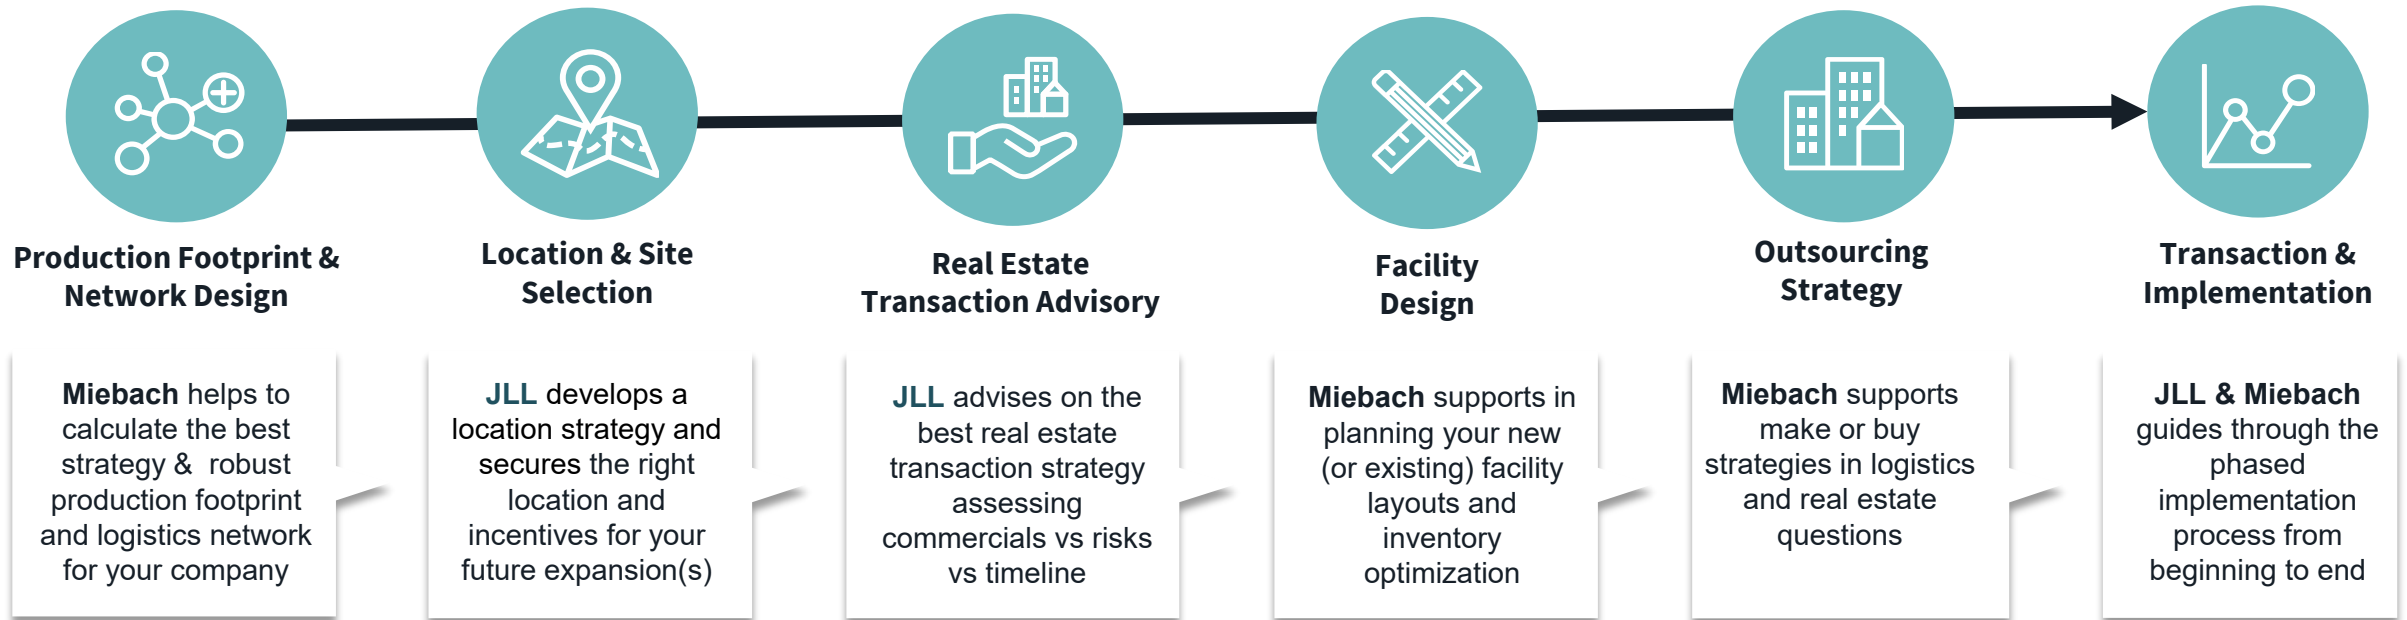 Production Footprint &
Network Design
Miebach helps to
calculate the best
strategy &  robust
production footprint
and logistics network
for your company
Location & Site
Selection
JLL develops a
location strategy and
secures the right
location and
incentives for your
future expansion(s)
Real Estate
Transaction Advisory
JLL advises on the
best real estate
transaction strategy
assessing
commercials vs risks
vs timeline
Facility
Design
Miebach supports in
planning your new
(or existing) facility
layouts and
inventory
optimization
Outsourcing
Strategy
Miebach supports
make or buy
strategies in logistics
and real estate
questions
Transaction &
Implementation
JLL & Miebach
guides through the
phased
implementation
process from
beginning to end